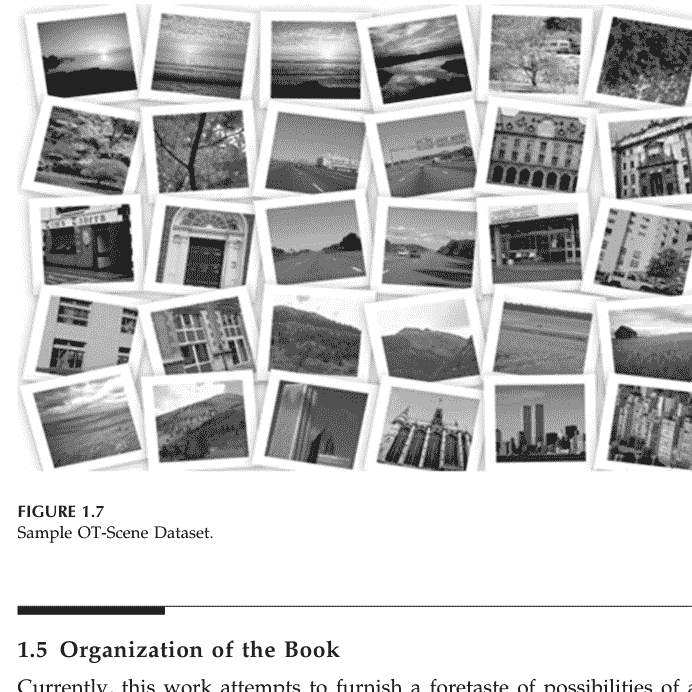 FIGURE 1.7
Sample OT-Scene Dataset.
1.5 Organization of the Book
Currently, this work attempts to furnish a foretaste of possibilities of a